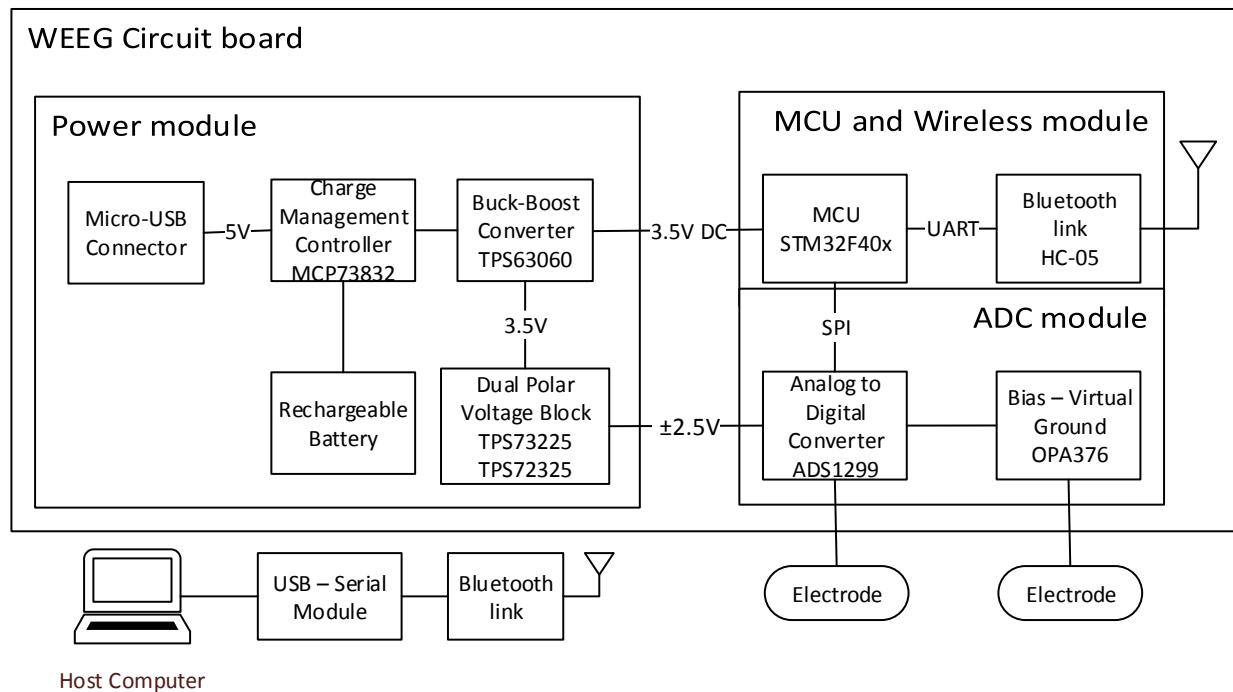 WEEG Circuit board
Power module
Micro-USB
Connector
5V
Charge
Management
Controller
MCP73832
Buck-Boost
Converter
TPS63060
3.5V
Rechargeable
Battery
Dual Polar
Voltage Block
TPS73225
TPS72325
3.5V DC
±2.5V
MCU and Wireless module
MCU
STM32F40x
UART
Bluetooth
link
HC-05
SPI
ADC module
Analog to
Digital
Converter
ADS1299
Bias – Virtual
Ground
OPA376
Electrode
Electrode
USB – Serial
Module
Bluetooth
link
Host Computer